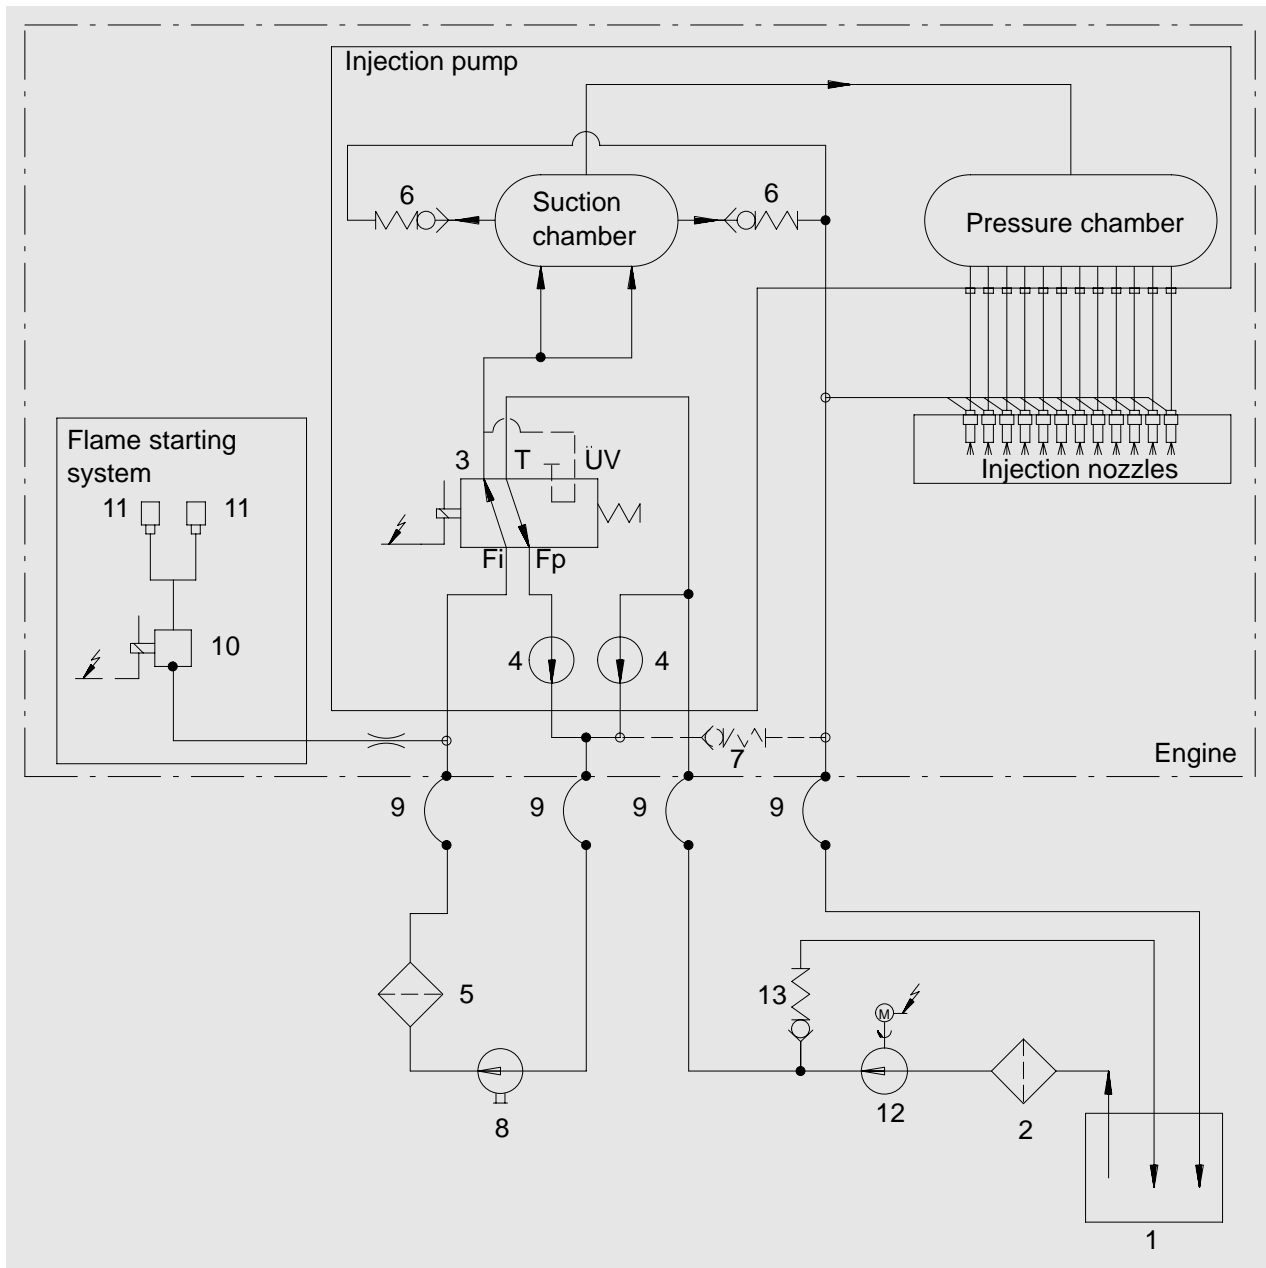 Injection pump
6
6
Suction
chamber
Pressure chamber
Flame starting
system
3
T
ÜV
Injection nozzles
11
11
Fi
Fp
10
4
4
7
Engine
9
9
9
9
5
13
M
12
8
2
1